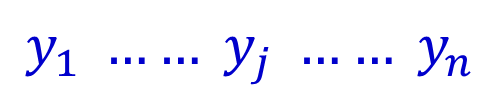 y₁ ... ... yⱼ ... ... yₙ